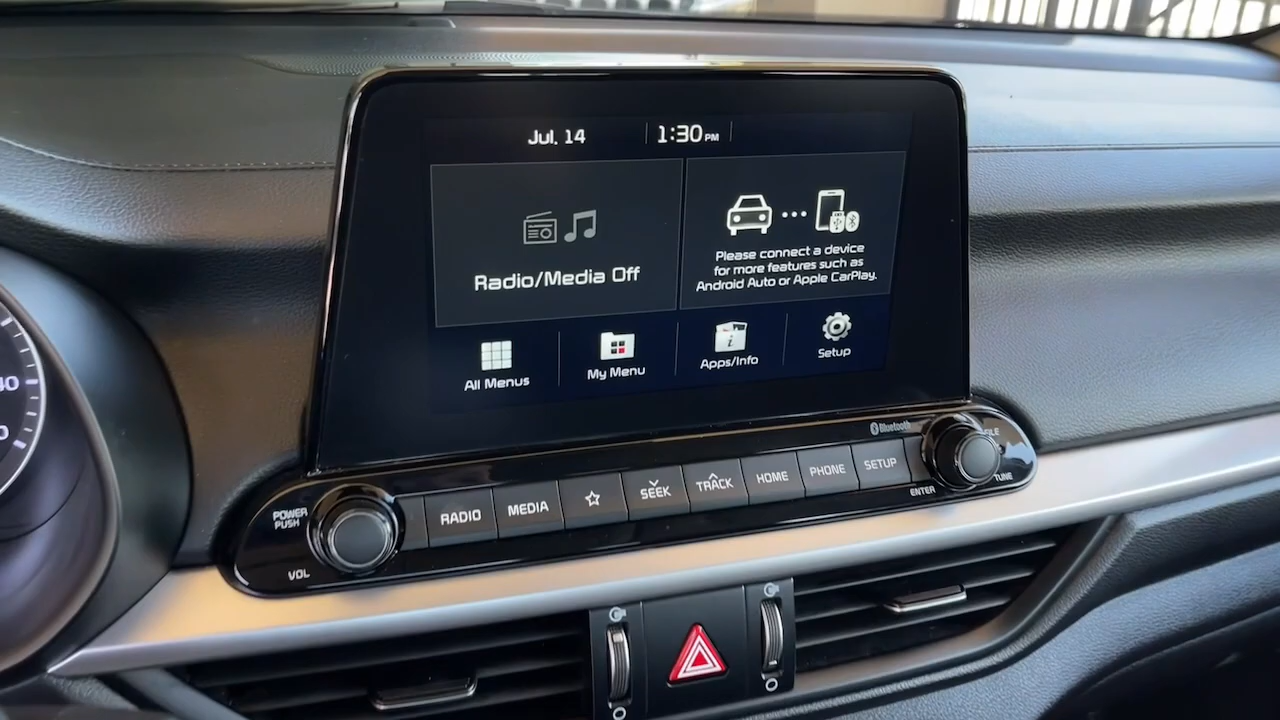 Jul. 14
1:30 PM
Radio/Media Off
Please connect a device
for more features such as
Android Auto or Apple CarPlay.
All Menus
My Menu
Apps/Info
Setup
Bluetooth
POWER
PUSH
VOL
RADIO
MEDIA
SEEK
TRACK
HOME
PHONE
SETUP
ENTER
TUNE